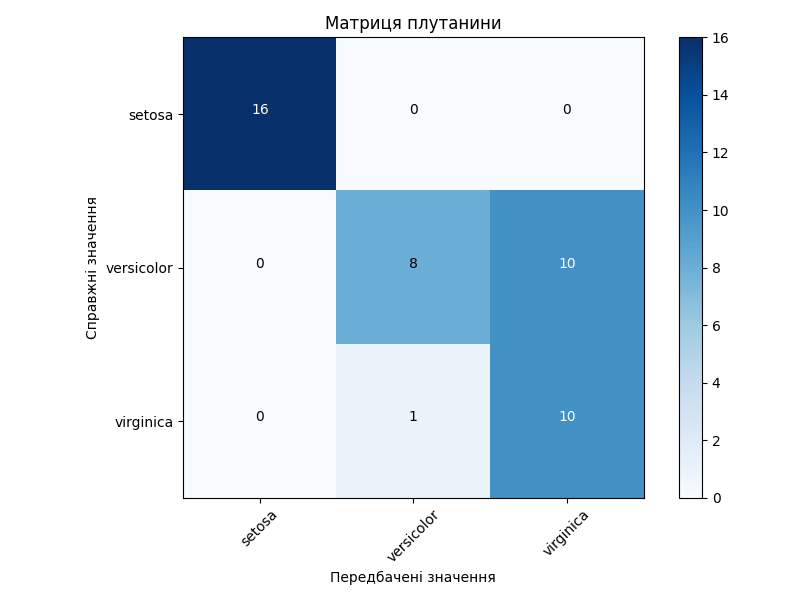 Матриця плутанини
16
setosa
16 0 0
14
12
10
Справжні значення
versicolor
0 8 10
8
6
4
virginica
0 1 10
2
0
setosa
versicolor
virginica
Передбачені значення